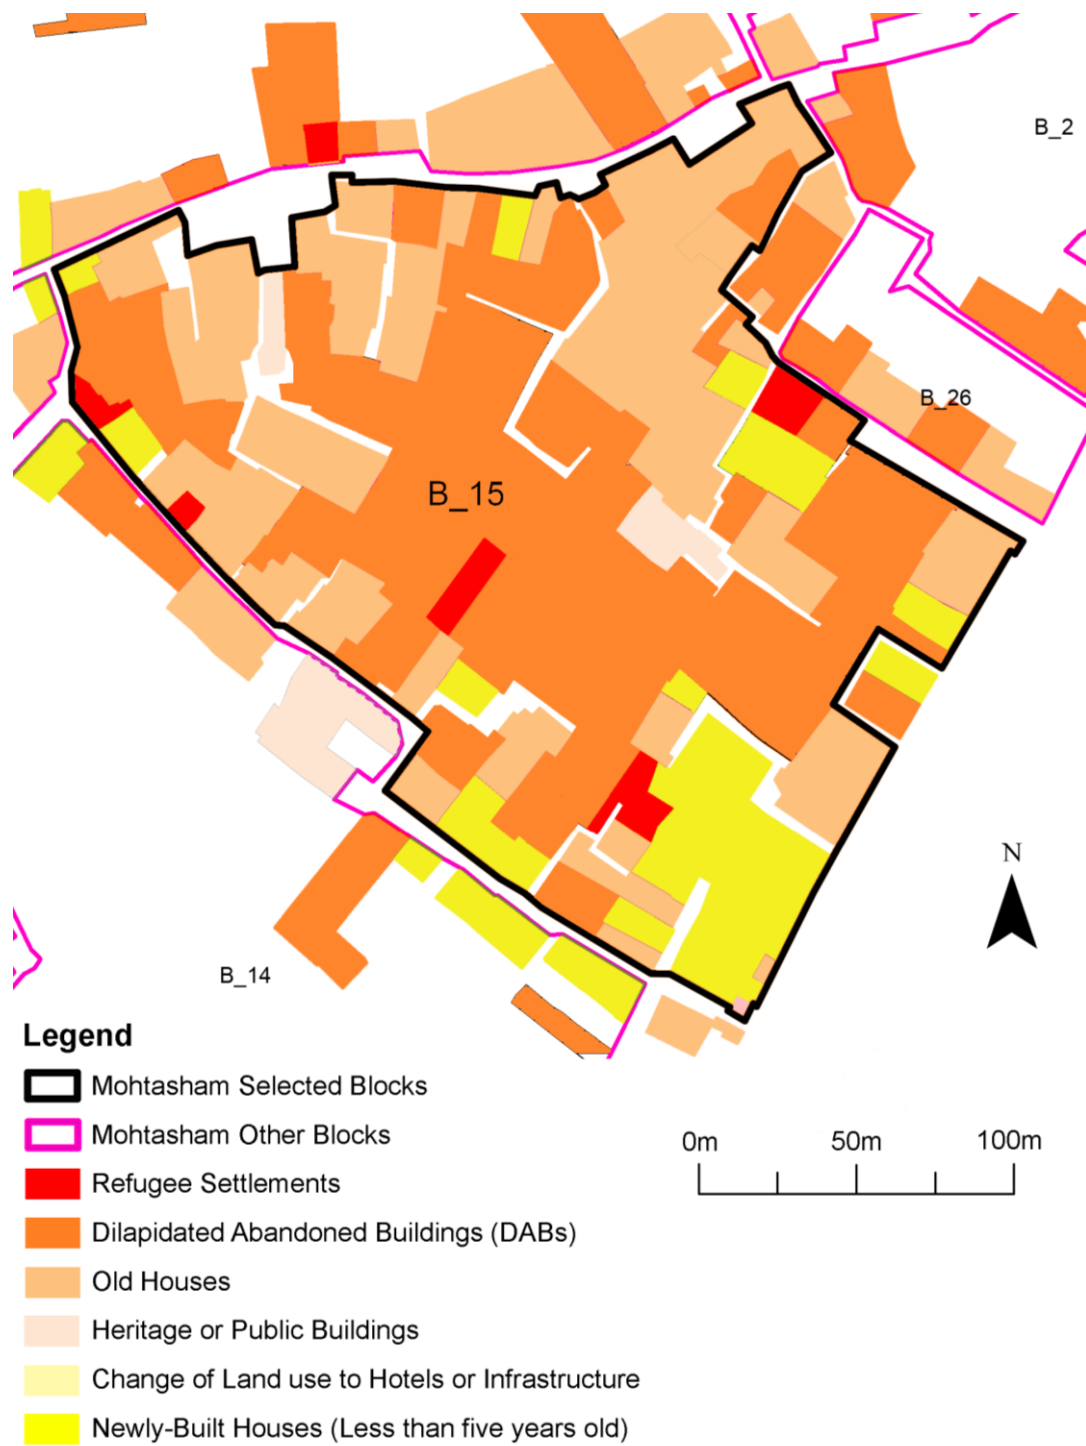 B_2
B_26
B_15
N
B_14
Legend
Mohtasham Selected Blocks
Mohtasham Other Blocks
0m 50m 100m
Refugee Settlements
Dilapidated Abandoned Buildings (DABs)
Old Houses
Heritage or Public Buildings
Change of Land use to Hotels or Infrastructure
Newly-Built Houses (Less than five years old)